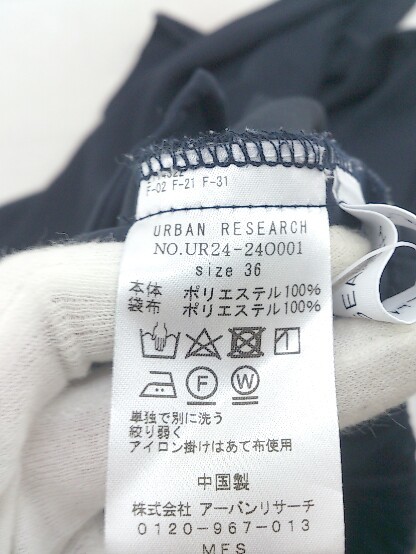 F-02 F-21 F-31
URBAN RESEARCH
NO.UR24-240001
size 36
本体 ポリエステル100%
袋布 ポリエステル100%
F W
単独で別に洗う
絞り弱く
アイロン掛けはあて布使用
中国製
株式会社 アーバンリサーチ
0120-967-013
MFS